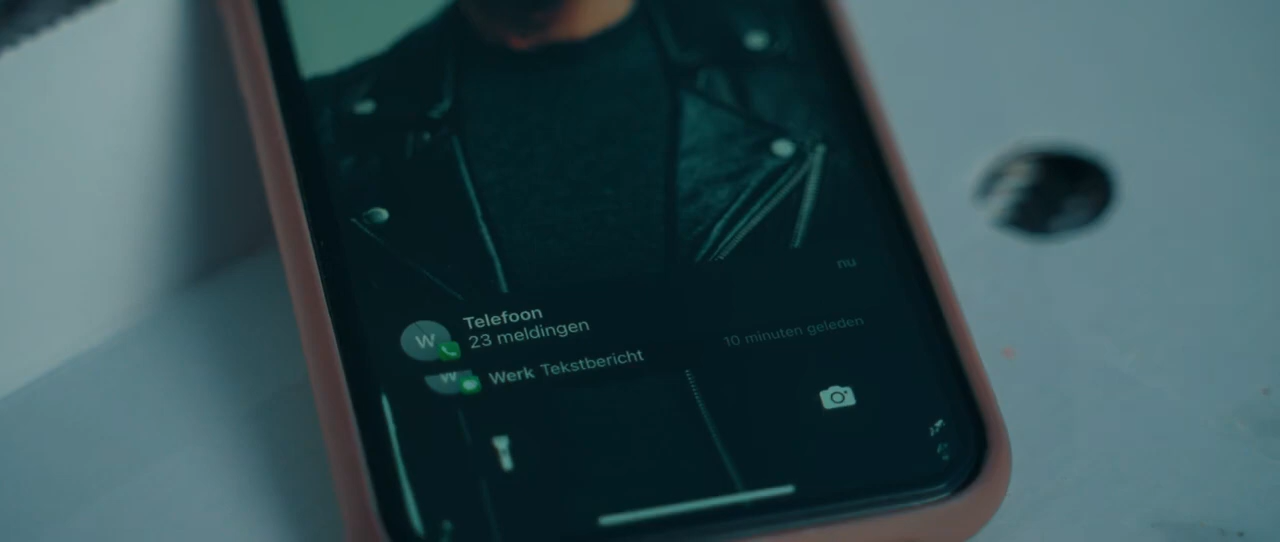 nu
Telefoon
23 meldingen
10 minuten geleden
W
W
Werk Tekstbericht